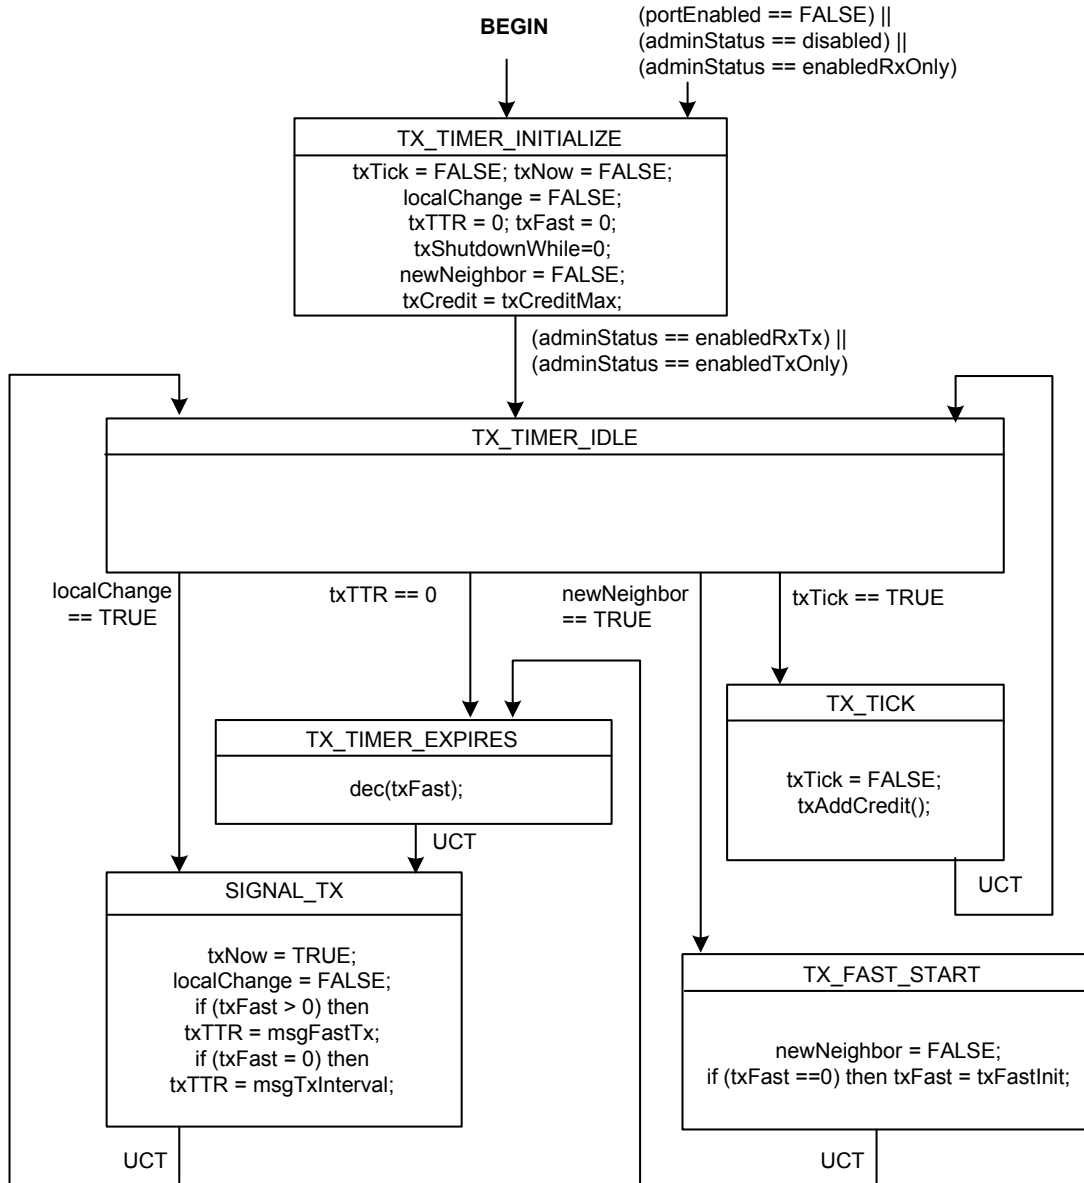 BEGIN
(portEnabled == FALSE) ||
(adminStatus == disabled) ||
(adminStatus == enabledRxOnly)
TX_TIMER_INITIALIZE
txTick = FALSE; txNow = FALSE;
localChange = FALSE;
txTTR = 0; txFast = 0;
txShutdownWhile=0;
newNeighbor = FALSE;
txCredit = txCreditMax;
(adminStatus == enabledRxTx) ||
(adminStatus == enabledTxOnly)
TX_TIMER_IDLE
localChange
== TRUE
txTTR == 0
newNeighbor
== TRUE
txTick == TRUE
TX_TIMER_EXPIRES
dec(txFast);
UCT
TX_TICK
txTick = FALSE;
txAddCredit();
UCT
SIGNAL_TX
txNow = TRUE;
localChange = FALSE;
if (txFast > 0) then
txTTR = msgFastTx;
if (txFast = 0) then
txTTR = msgTxInterval;
UCT
TX_FAST_START
newNeighbor = FALSE;
if (txFast ==0) then txFast = txFastInit;
UCT